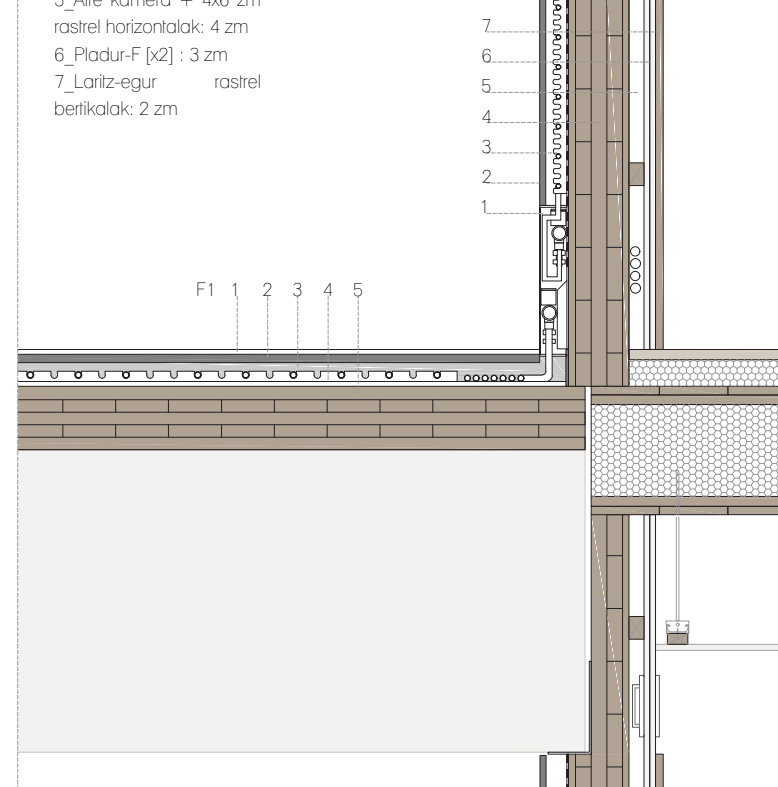 5_Aire kamera + 4x6 zm
rastrel horizontalak: 4 zm
6_Pladur-F [x2] : 3 zm
7_Laritz-egur rastrel
bertikalak: 2 zm
7
6
5
4
3
2
1
F1 1 2 3 4 5